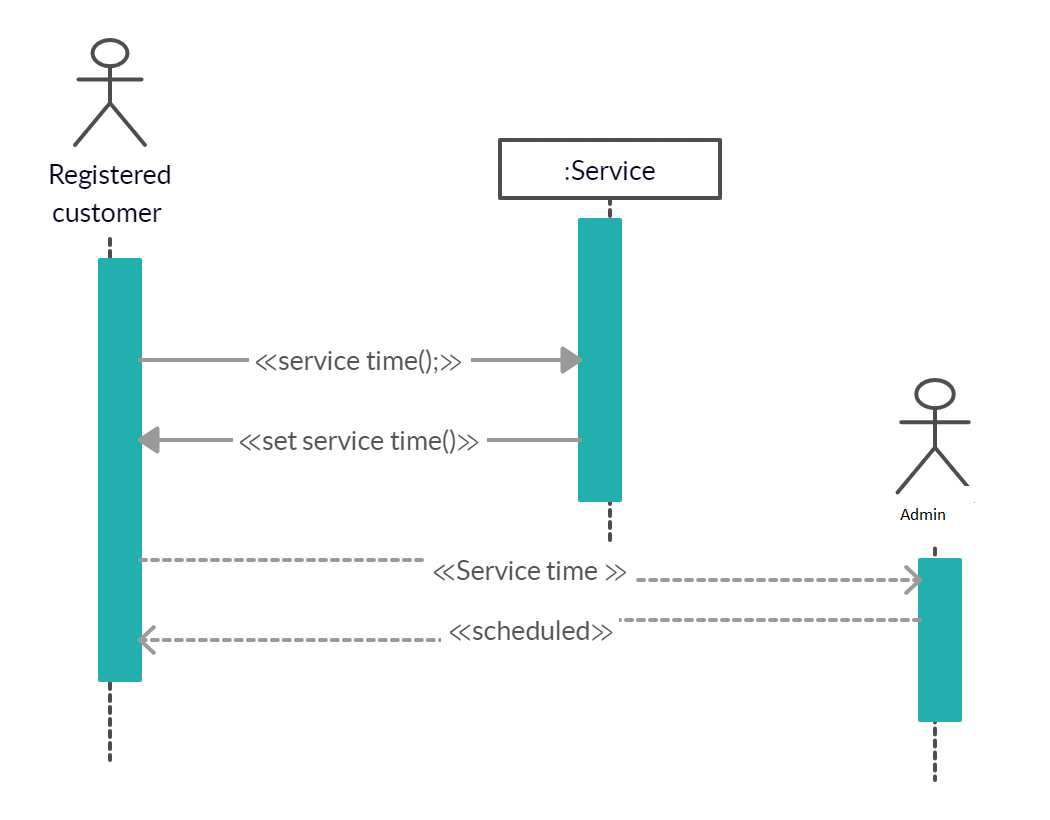 Registered
customer
:Service
≪service time();≫
≪set service time()≫
Admin
≪Service time ≫
≪scheduled≫